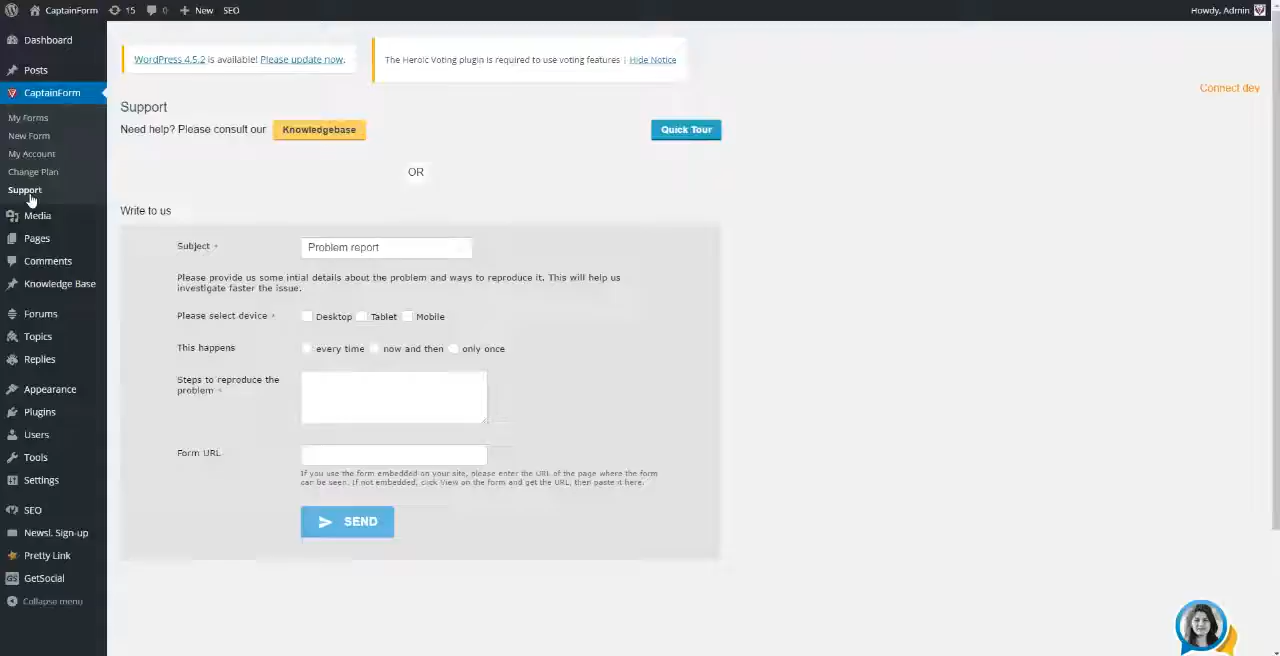 CaptainForm 15 0 New SEO
Howdy, Admin
Dashboard
Posts
CaptainForm
My Forms
New Form
My Account
Change Plan
Support
Media
Pages
Comments
Knowledge Base
Forums
Topics
Replies
Appearance
Plugins
Users
Tools
Settings
SEO
Newsl. Sign-up
Pretty Link
GS GetSocial
Collapse menu
WordPress 4.5.2 is available! Please update now.
The Heroic Voting plugin is required to use voting features | Hide Notice
Connect dev
Support
Need help? Please consult our Knowledgebase
Quick Tour
OR
Write to us
Subject *
Problem report
Please provide us some intial details about the problem and ways to reproduce it. This will help us
investigate faster the issue.
Please select device * Desktop Tablet Mobile
This happens every time now and then only once
Steps to reproduce the
problem *
Form URL
If you use the form embedded on your site, please enter the URL of the page where the form
can be seen. If not embedded, click View on the form and get the URL, then paste it here.
SEND